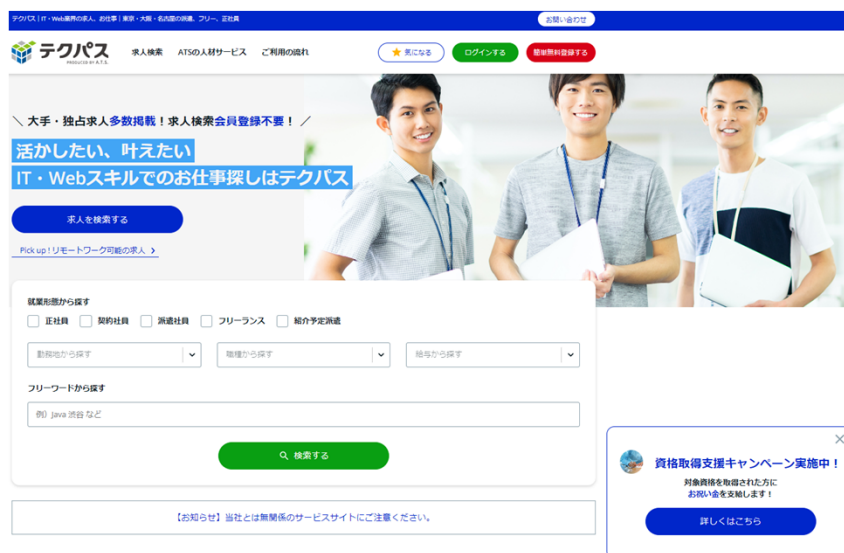 テクパス｜IT・Web業界の求人、お仕事｜東京・大阪・名古屋の派遣、フリー、正社員
お問い合わせ
テクパス
PRODUCED BY A.T.S.
求人検索 ATSの人材サービス ご利用の流れ
気になる ログインする 簡単無料登録する
＼ 大手・独占求人多数掲載！求人検索会員登録不要！ ／
活かしたい、叶えたい
IT・Webスキルでのお仕事探しはテクパス
求人を検索する
Pick up！リモートワーク可能の求人 >
就業形態から探す
正社員 契約社員 派遣社員 フリーランス 紹介予定派遣
勤務地から探す 職種から探す 給与から探す
フリーワードから探す
例）Java 渋谷 など
検索する
【お知らせ】当社とは無関係のサービスサイトにご注意ください。
資格取得支援キャンペーン実施中！
対象資格を取得された方に
お祝い金を支給します！
詳しくはこちら